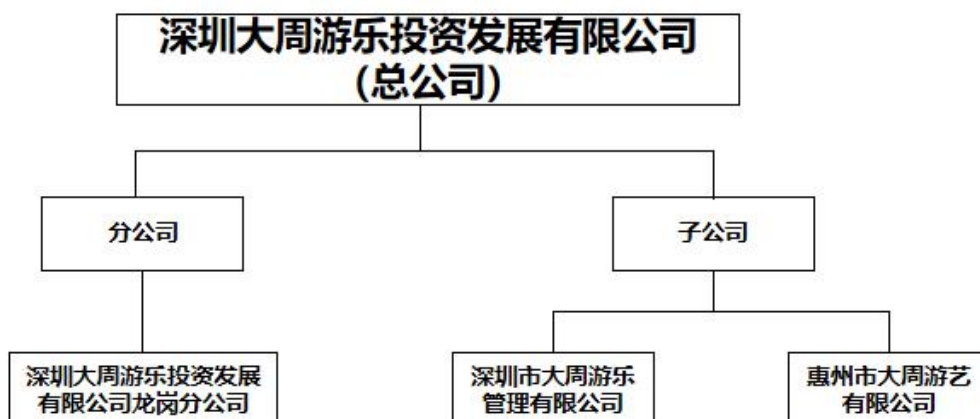 深圳大周游乐投资发展有限公司
（总公司）
分公司
子公司
深圳大周游乐投资发展
有限公司龙岗分公司
深圳市大周游乐
管理有限公司
惠州市大周游艺
有限公司